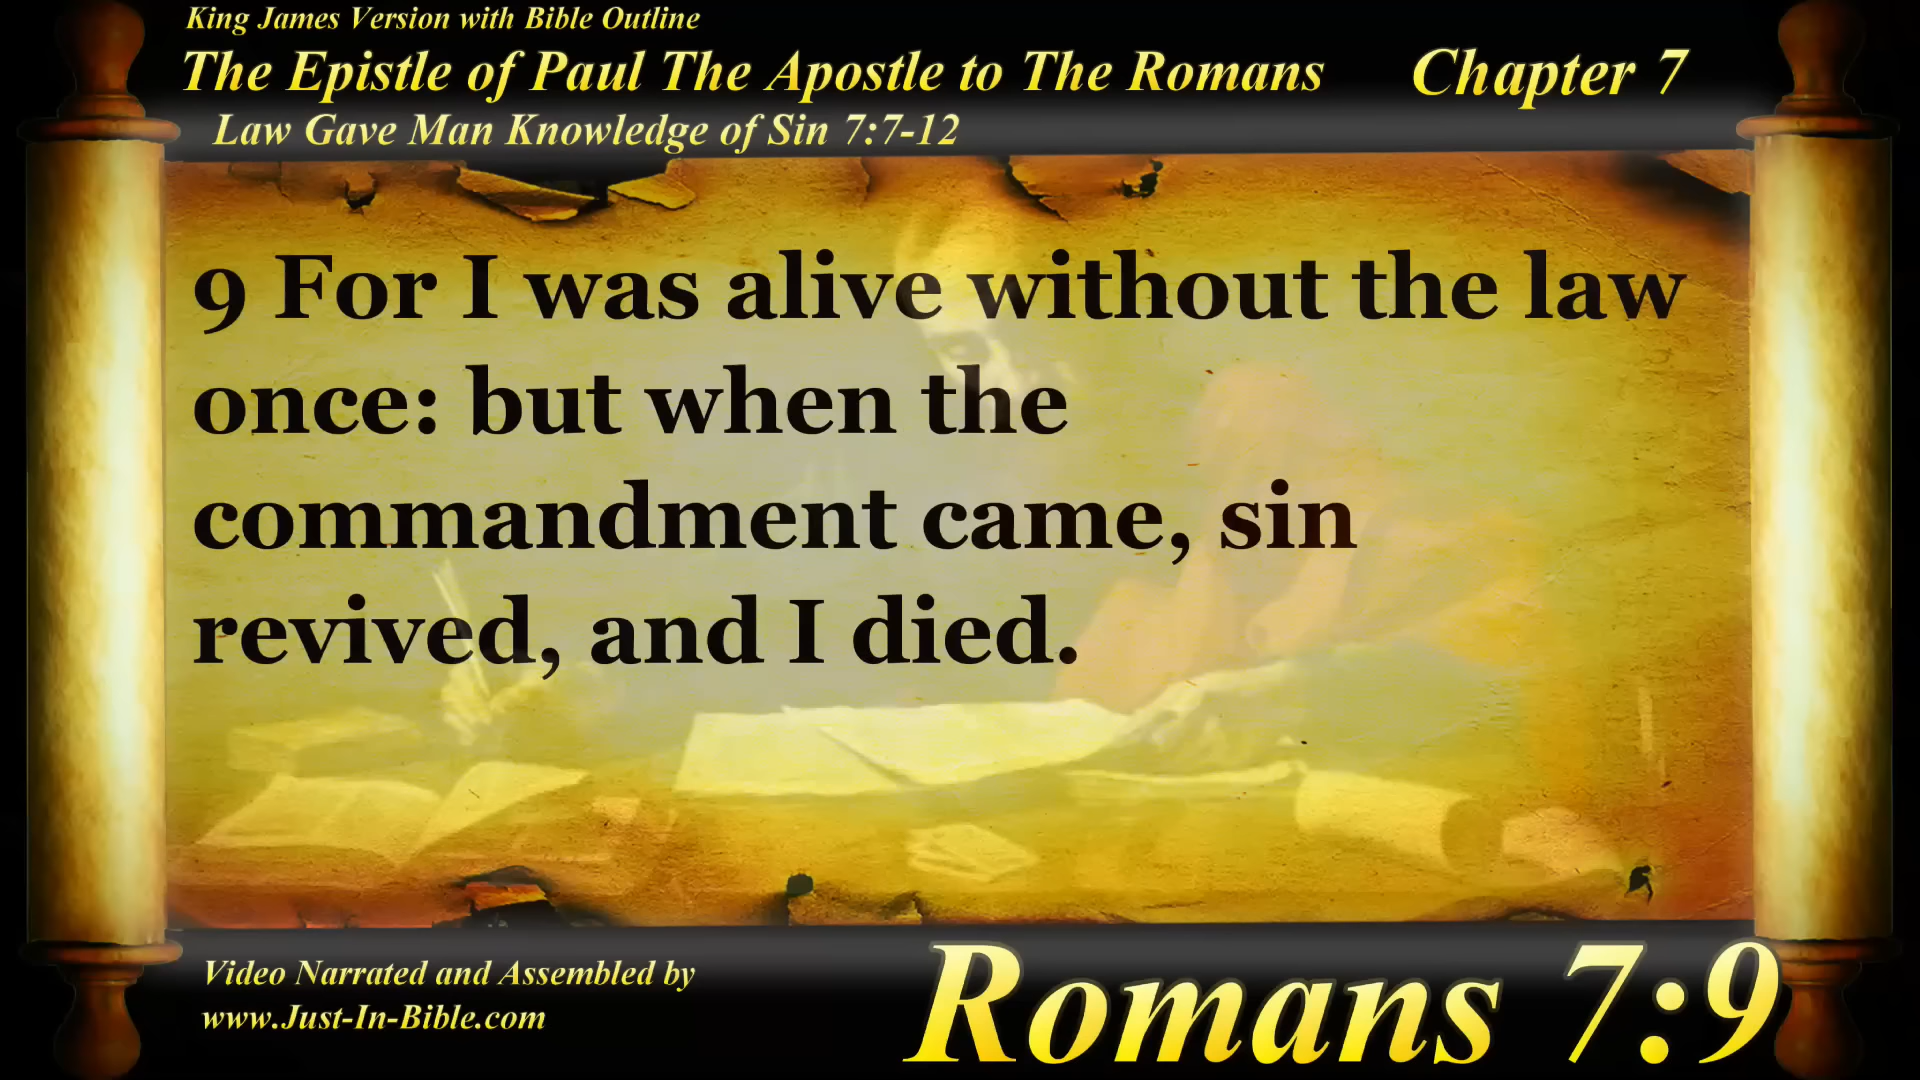 King James Version with Bible Outline
The Epistle of Paul The Apostle to The Romans Chapter 7
Law Gave Man Knowledge of Sin 7:7-12
9 For I was alive without the law
once: but when the
commandment came, sin
revived, and I died.
Video Narrated and Assembled by
www.Just-In-Bible.com
Romans 7:9